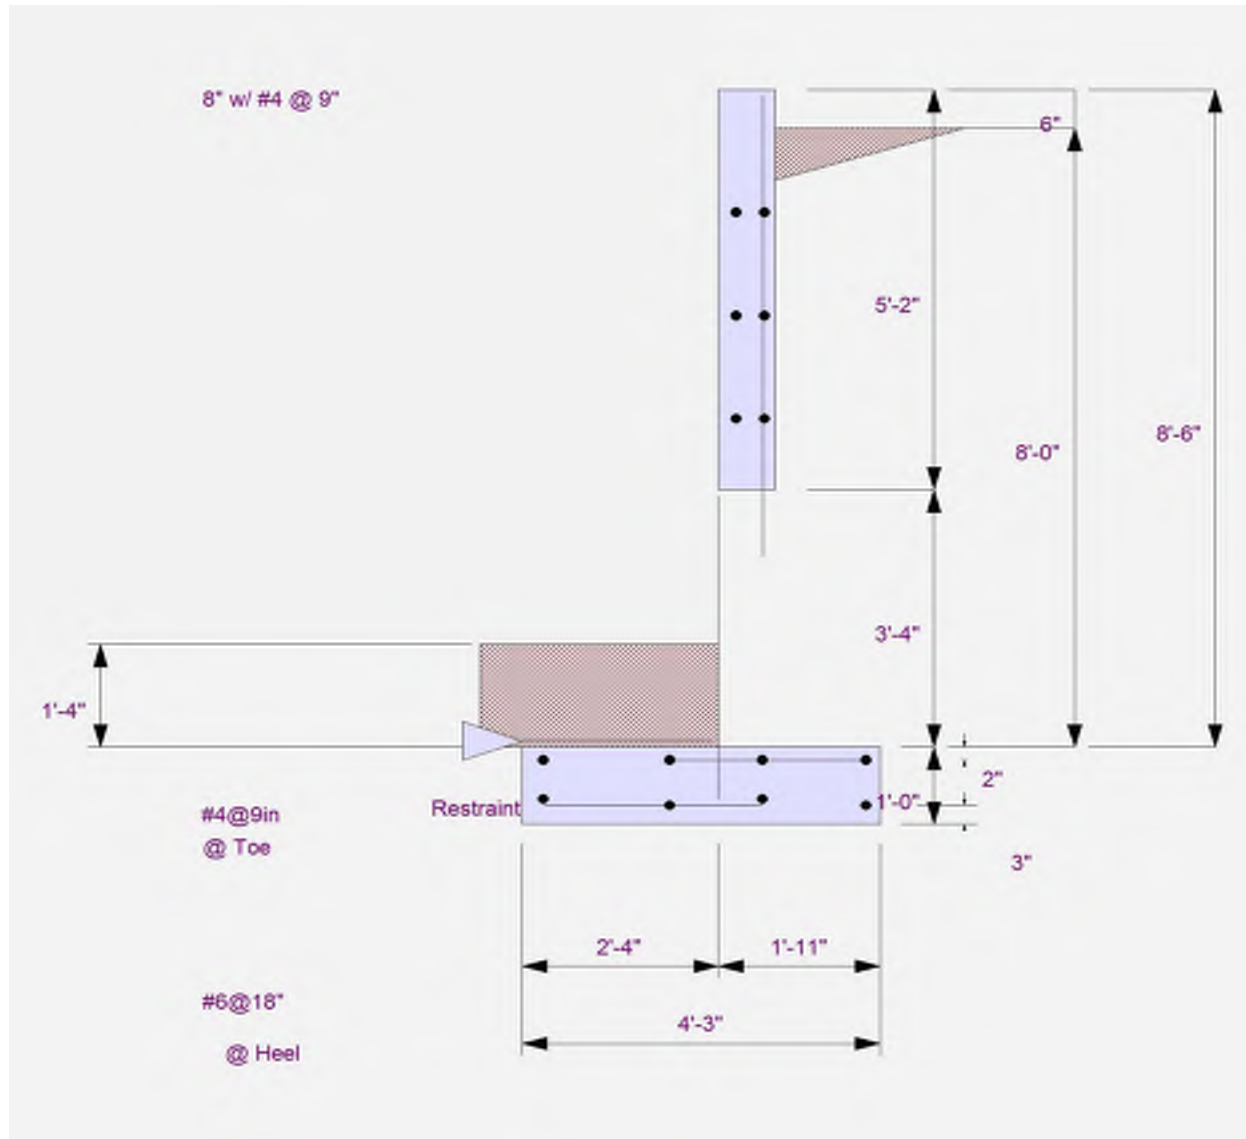 8" w/ #4 @ 9"
6"
5'-2"
8'-6"
8'-0"
3'-4"
1'-4"
2"
1'-0"
Restraint
#4@9in
@ Toe
3"
2'-4"
1'-11"
#6@18"
4'-3"
@ Heel